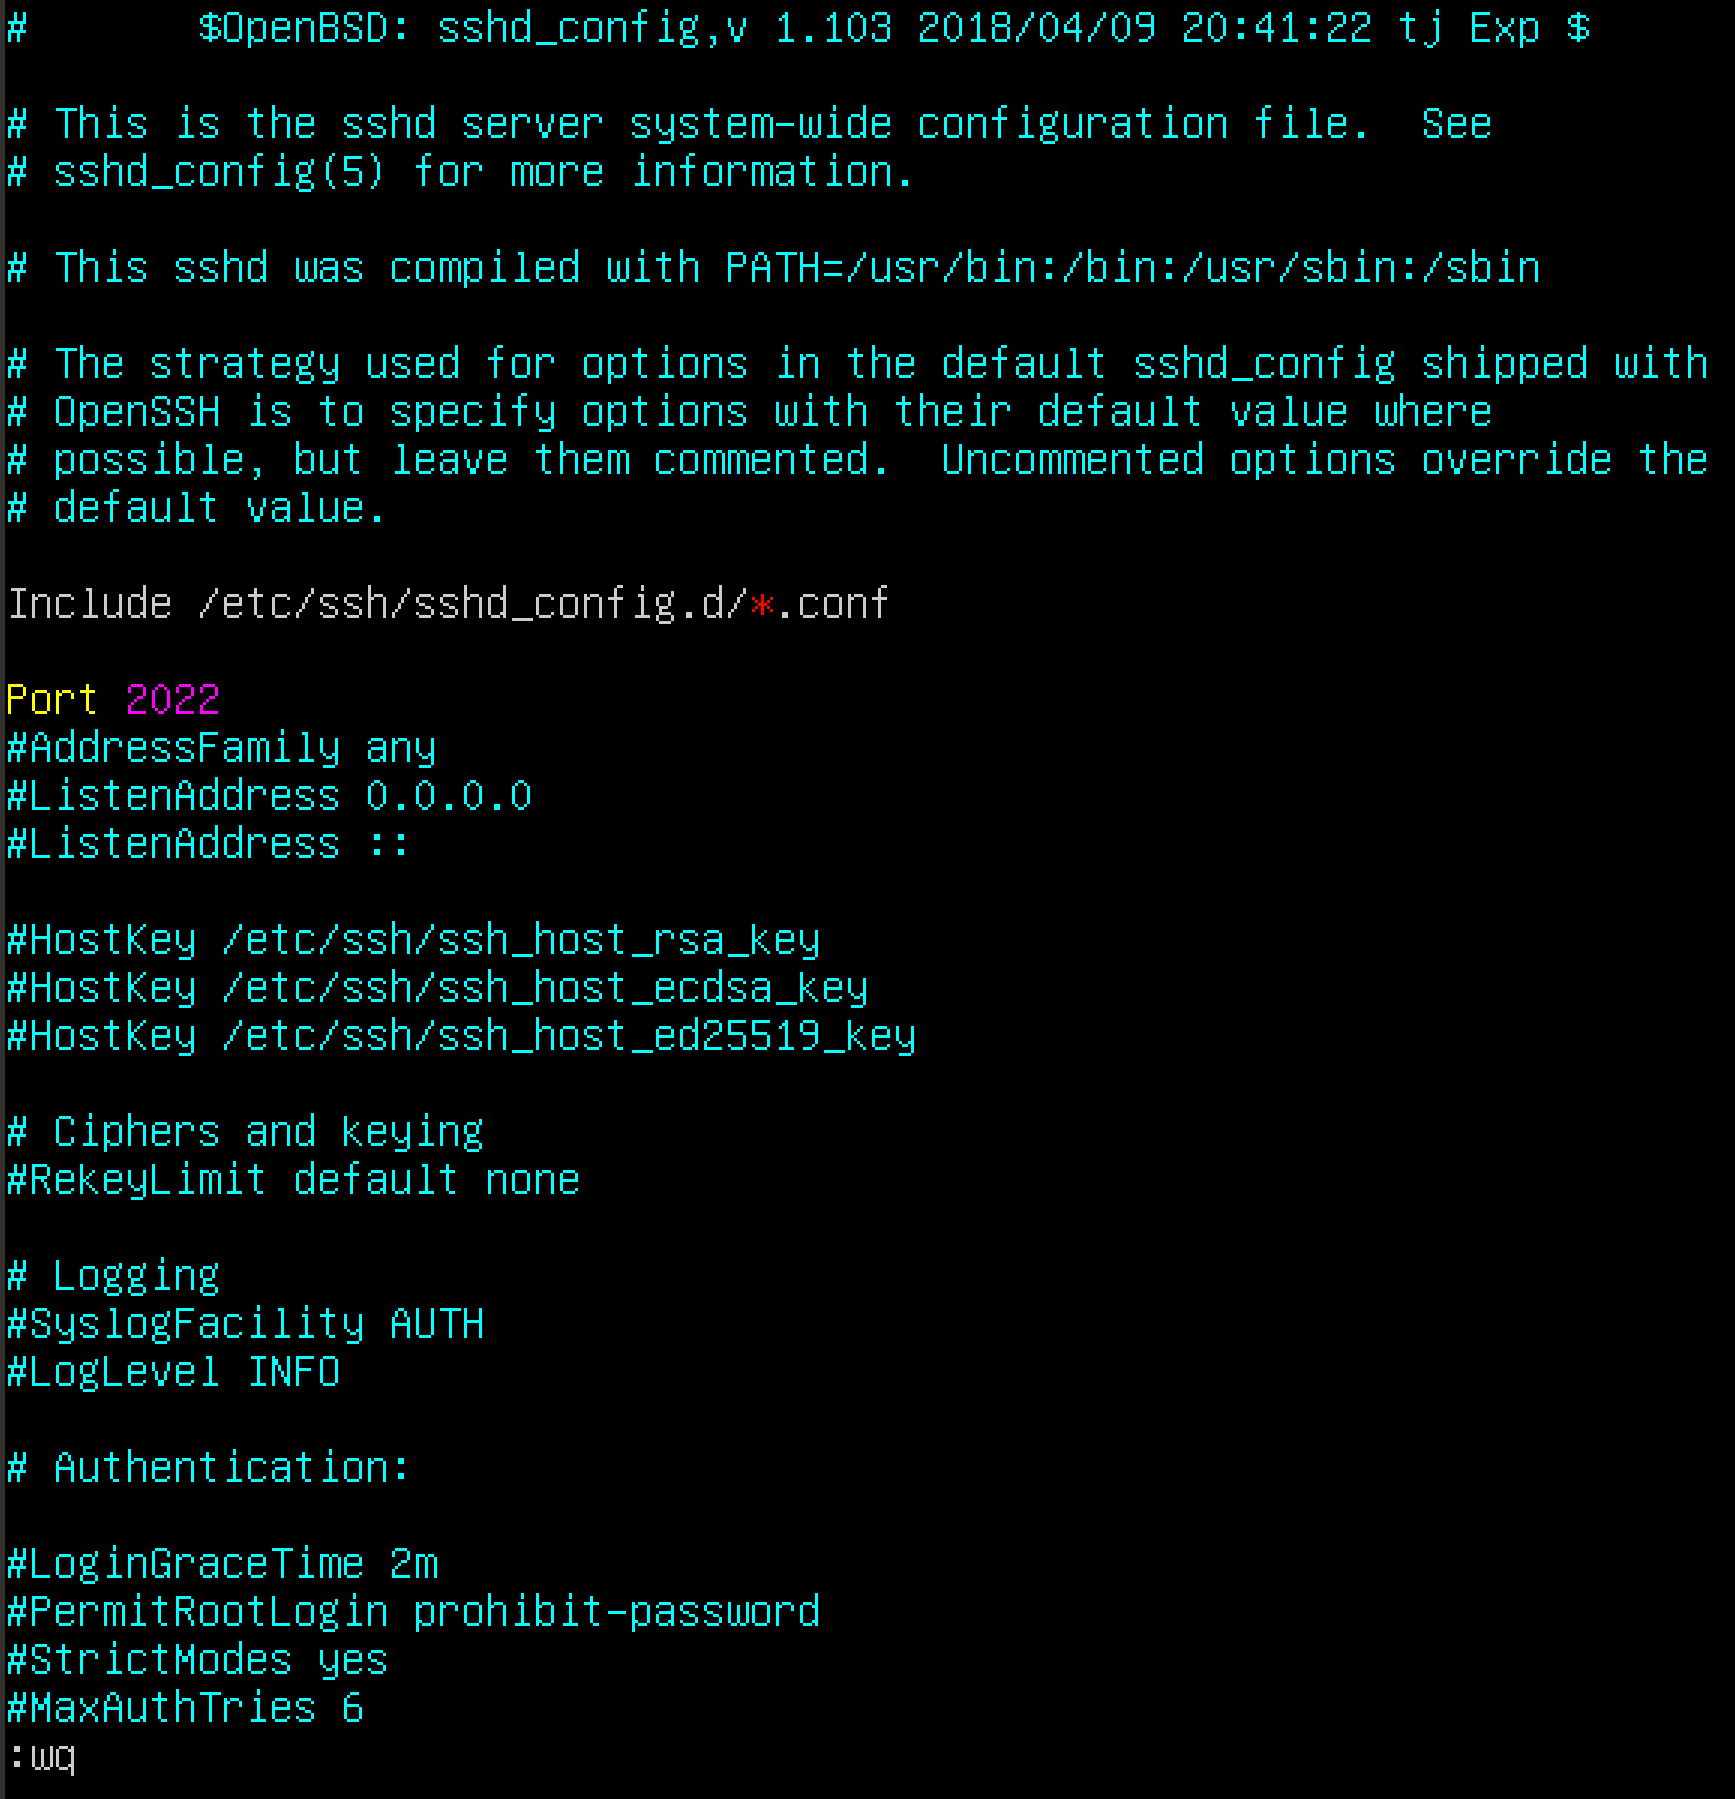 #       $OpenBSD: sshd_config,v 1.103 2018/04/09 20:41:22 tj Exp $
# This is the sshd server system-wide configuration file.  See
# sshd_config(5) for more information.
# This sshd was compiled with PATH=/usr/bin:/bin:/usr/sbin:/sbin
# The strategy used for options in the default sshd_config shipped with
# OpenSSH is to specify options with their default value where
# possible, but leave them commented.  Uncommented options override the
# default value.
Include /etc/ssh/sshd_config.d/*.conf
Port 2022
#AddressFamily any
#ListenAddress 0.0.0.0
#ListenAddress ::
#HostKey /etc/ssh/ssh_host_rsa_key
#HostKey /etc/ssh/ssh_host_ecdsa_key
#HostKey /etc/ssh/ssh_host_ed25519_key
# Ciphers and keying
#RekeyLimit default none
# Logging
#SyslogFacility AUTH
#LogLevel INFO
# Authentication:
#LoginGraceTime 2m
#PermitRootLogin prohibit-password
#StrictModes yes
#MaxAuthTries 6
:wq